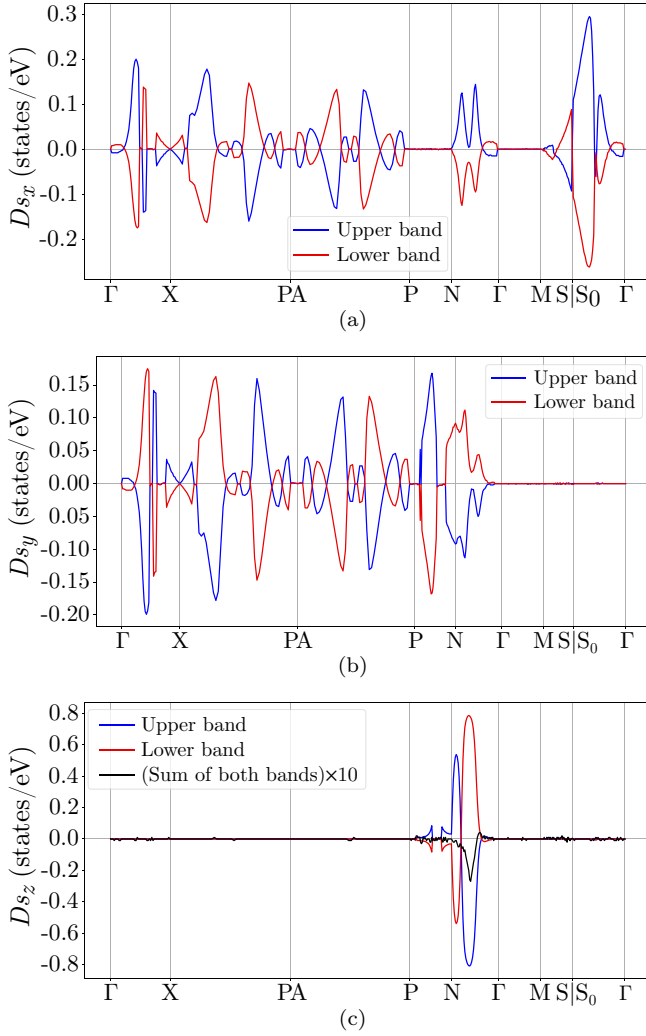 0.3
0.2
0.1
0.0
-0.1
-0.2
Ds_x (states/eV)
Upper band
Lower band
Γ X PA P N Γ M S|S0 Γ
(a)
0.15
0.10
0.05
0.00
0.05
-0.10
-0.15
-0.20
Ds_y (states/eV)
Upper band
Lower band
Γ X PA P N Γ M S|S0 Γ
(b)
0.8
0.6
0.4
0.2
0.0
-0.2
-0.4
-0.6
-0.8
Ds_z (states/eV)
Upper band
Lower band
(Sum of both bands)×10
Γ X PA P N Γ M S|S0 Γ
(c)